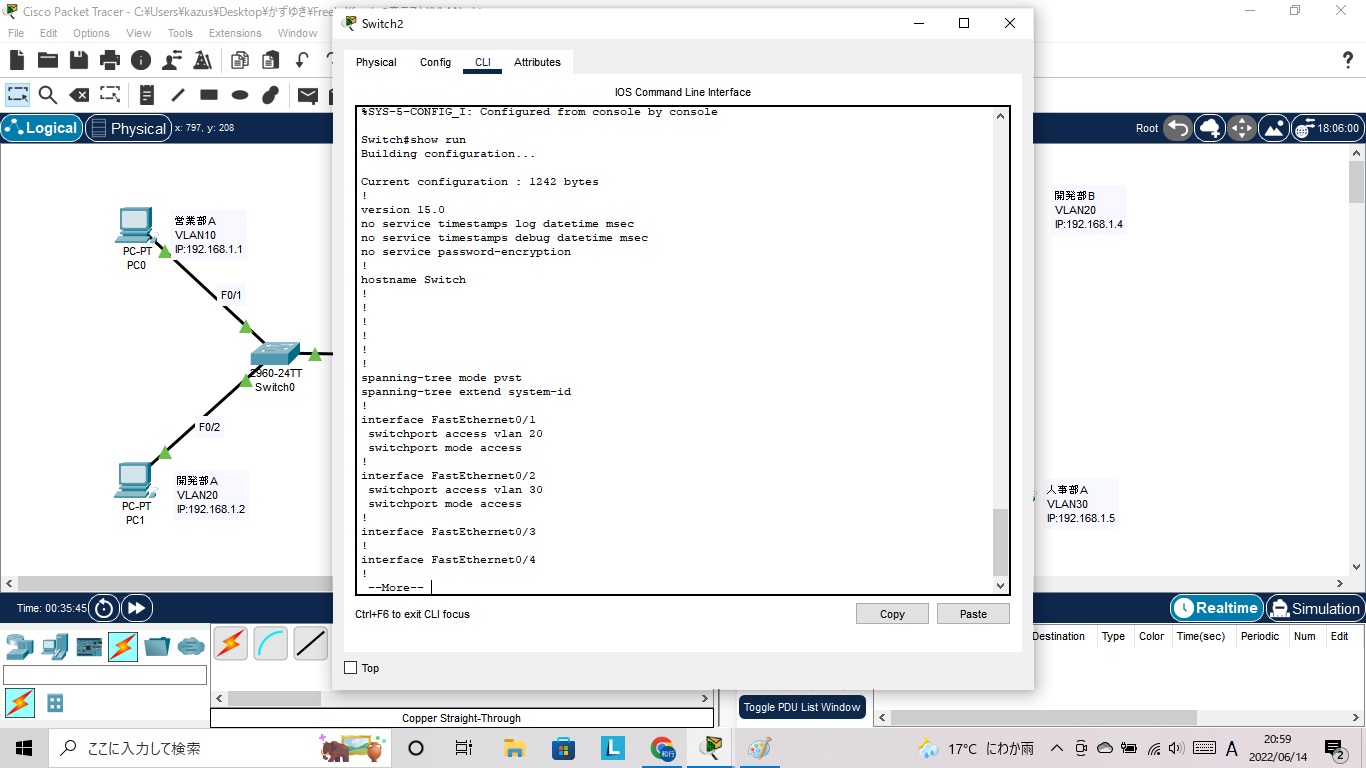 Cisco Packet Tracer - C:¥Users¥kazus¥Desktop¥かずゆき¥Free
Switch2
File Edit Options View Tools Extensions Window
Physical Config CLI Attributes
IOS Command Line Interface
Logical
Physical
x: 797, y: 208
Root
18:06:00
%SYS-5-CONFIG_I: Configured from console by console
Switch#show run
Building configuration...
Current configuration : 1242 bytes
!
version 15.0
no service timestamps log datetime msec
no service timestamps debug datetime msec
no service password-encryption
!
hostname Switch
!
!
!
!
!
!
spanning-tree mode pvst
spanning-tree extend system-id
!
interface FastEthernet0/1
switchport access vlan 20
switchport mode access
!
interface FastEthernet0/2
switchport access vlan 30
switchport mode access
!
interface FastEthernet0/3
!
interface FastEthernet0/4
!
--More--
Ctrl+F6 to exit CLI focus
Copy
Paste
Top
営業部A
VLAN10
IP:192.168.1.1
PC-PT
PC0
F0/1
2960-24TT
Switch0
F0/2
開発部A
VLAN20
IP:192.168.1.2
PC-PT
PC1
開発部B
VLAN20
IP:192.168.1.4
人事部A
VLAN30
IP:192.168.1.5
Time: 00:35:45
Realtime
Simulation
Destination Type Color Time(sec) Periodic Num Edit
Copper Straight-Through
Toggle PDU List Window
ここに入力して検索
17°C にわか雨
A
20:59
2022/06/14
2